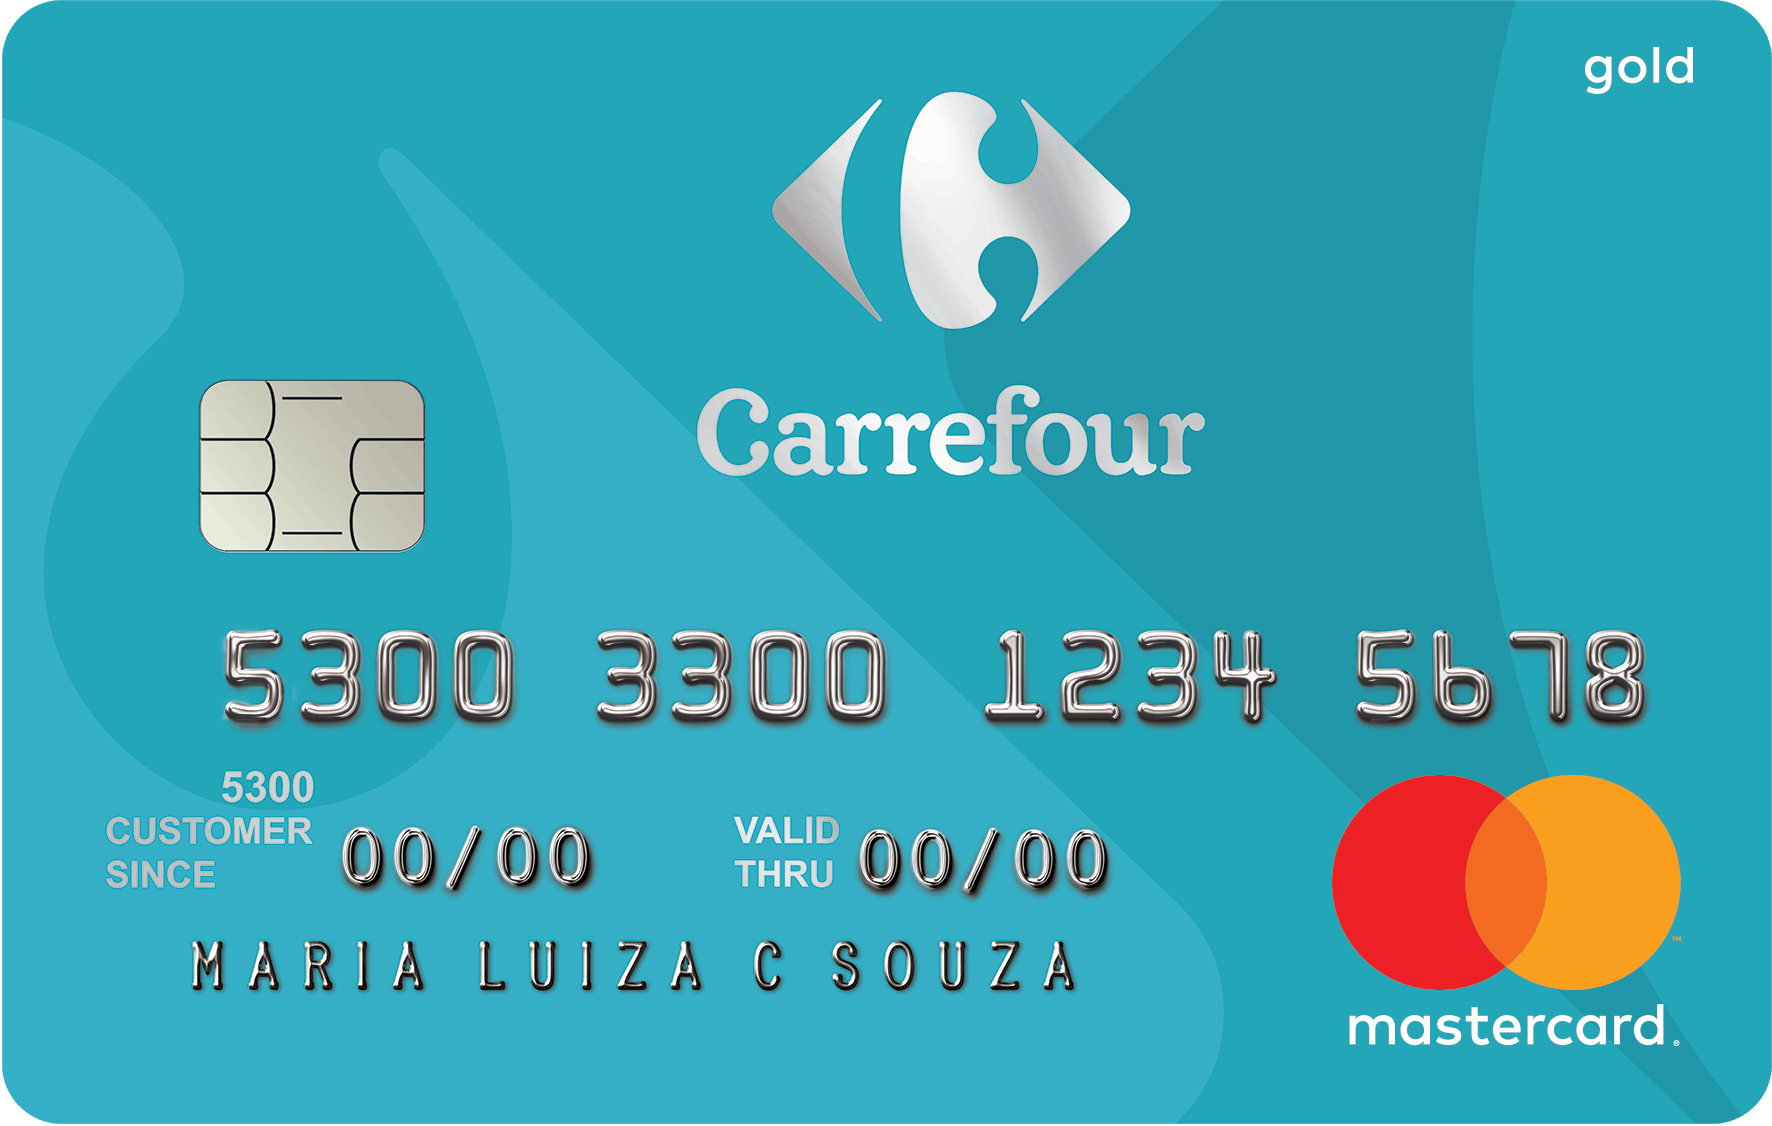 gold
Carrefour
5300 3300 1234 5678
5300
CUSTOMER SINCE 00/00
VALID THRU 00/00
MARIA LUIZA C SOUZA
mastercard